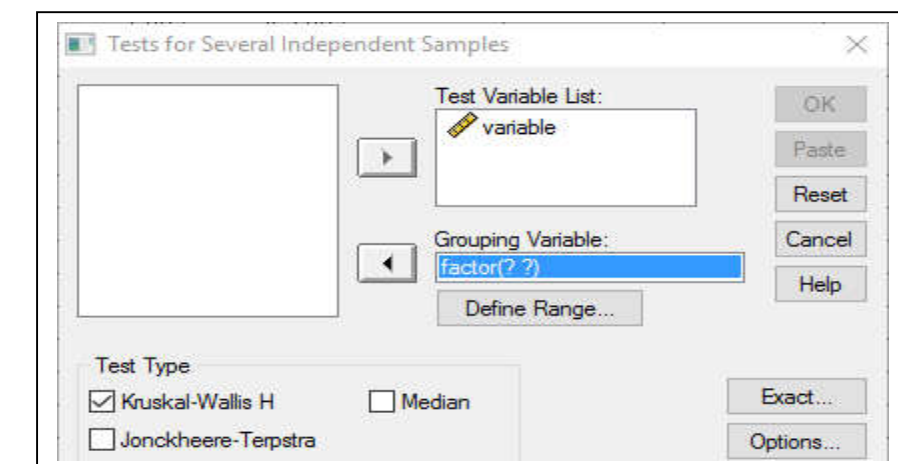 Tests for Several Independent Samples
Test Variable List:
variable
OK
Paste
Reset
Grouping Variable:
Cancel
factor(? ?)
Help
Define Range...
Test Type
Kruskal-Wallis H
Median
Exact...
Jonckheere-Terpstra
Options...